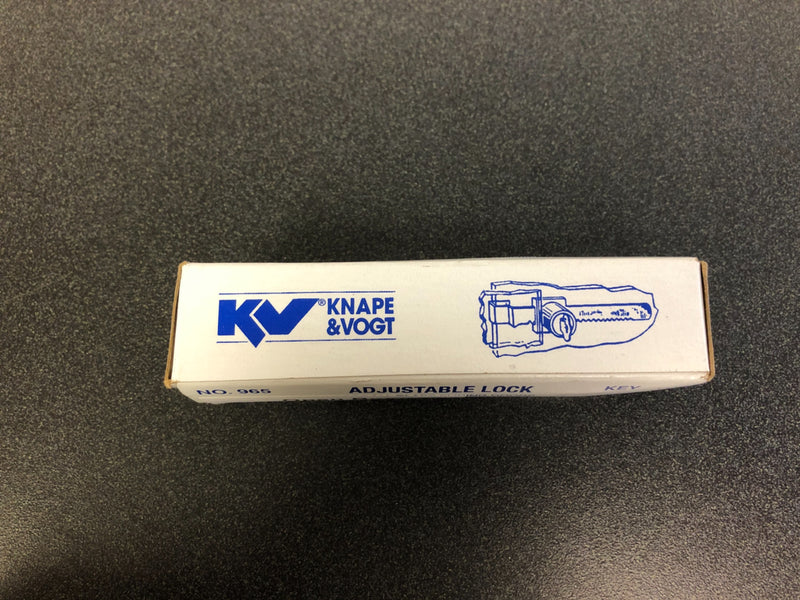 KV® KNAPE
&VOGT
NO. 965 ADJUSTABLE LOCK KEY